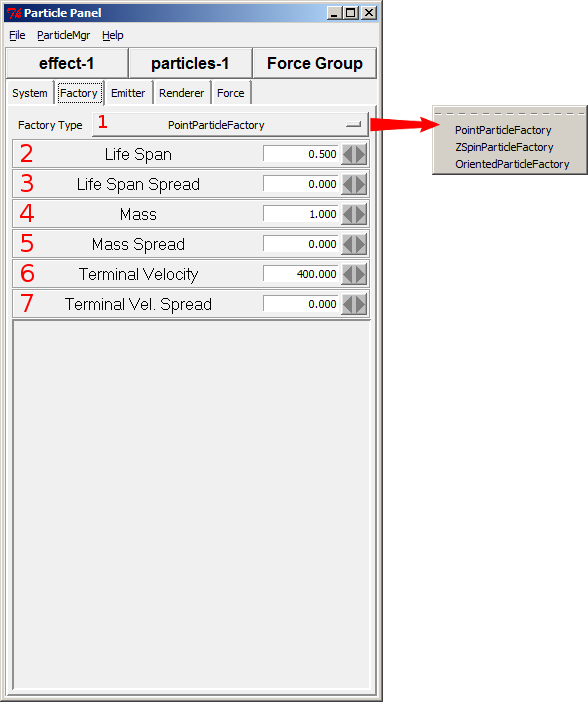 Particle Panel
File ParticleMgr Help
effect-1 particles-1 Force Group
System Factory Emitter Renderer Force
Factory Type 1 PointParticleFactory
PointParticleFactory
ZSpinParticleFactory
OrientedParticleFactory
2 Life Span 0.500
3 Life Span Spread 0.000
4 Mass 1.000
5 Mass Spread 0.000
6 Terminal Velocity 400.000
7 Terminal Vel. Spread 0.000